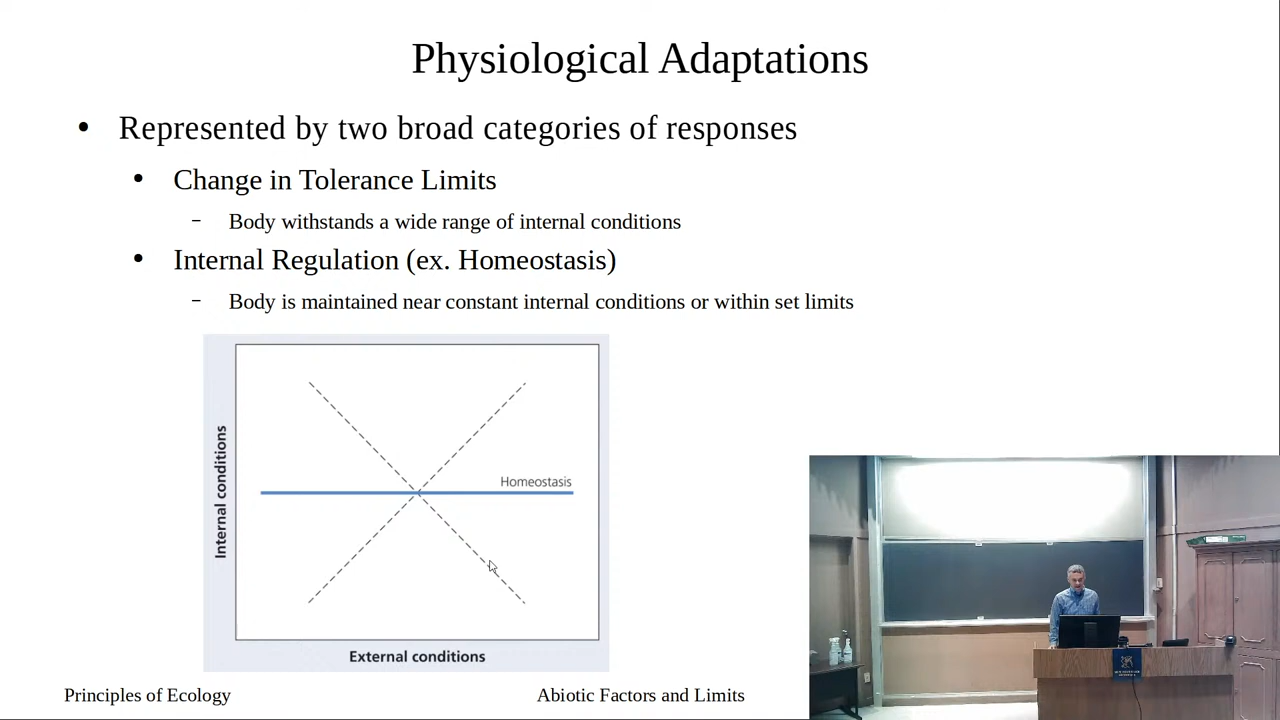 Physiological Adaptations
• Represented by two broad categories of responses
• Change in Tolerance Limits
– Body withstands a wide range of internal conditions
• Internal Regulation (ex. Homeostasis)
– Body is maintained near constant internal conditions or within set limits
Internal conditions
Homeostasis
External conditions
Principles of Ecology
Abiotic Factors and Limits